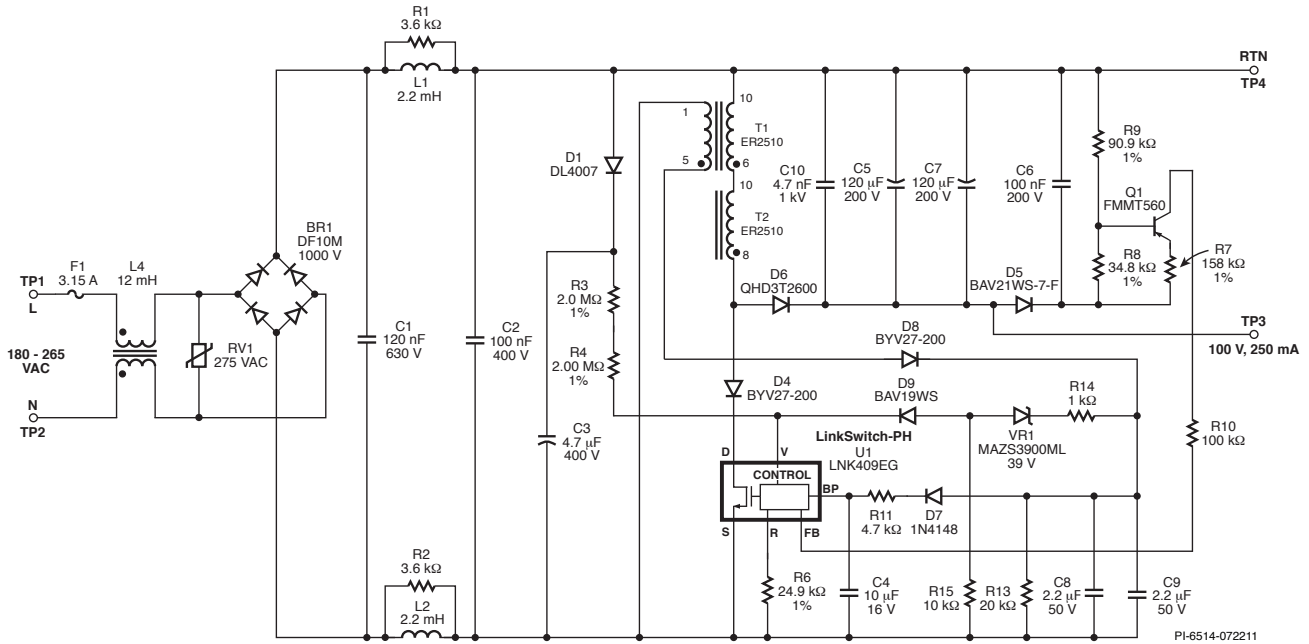 R1
3.6 kΩ
L1
2.2 mH
RTN
TP4
1
5
10
T1
ER2510
6
10
T2
ER2510
8
D1
DL4007
C10
4.7 nF
1 kV
C5
120 µF
200 V
C7
120 µF
200 V
C6
100 nF
200 V
R9
90.9 kΩ
1%
Q1
FMMT560
R8
34.8 kΩ
1%
R7
158 kΩ
1%
BR1
DF10M
1000 V
F1
3.15 A
L4
12 mH
TP1
L
180 - 265
VAC
N
TP2
RV1
275 VAC
C1
120 nF
630 V
C2
100 nF
400 V
R3
2.0 MΩ
1%
R4
2.00 MΩ
1%
C3
4.7 µF
400 V
D6
QHD3T2600
D5
BAV21WS-7-F
TP3
100 V, 250 mA
D8
BYV27-200
D4
BYV27-200
D9
BAV19WS
R14
1 kΩ
VR1
MAZS3900ML
39 V
R10
100 kΩ
LinkSwitch-PH
U1
LNK409EG
D
V
CONTROL
BP
S
R
FB
R11
4.7 kΩ
D7
1N4148
R6
24.9 kΩ
1%
C4
10 µF
16 V
R15
10 kΩ
R13
20 kΩ
C8
2.2 µF
50 V
C9
2.2 µF
50 V
R2
3.6 kΩ
L2
2.2 mH
PI-6514-072211